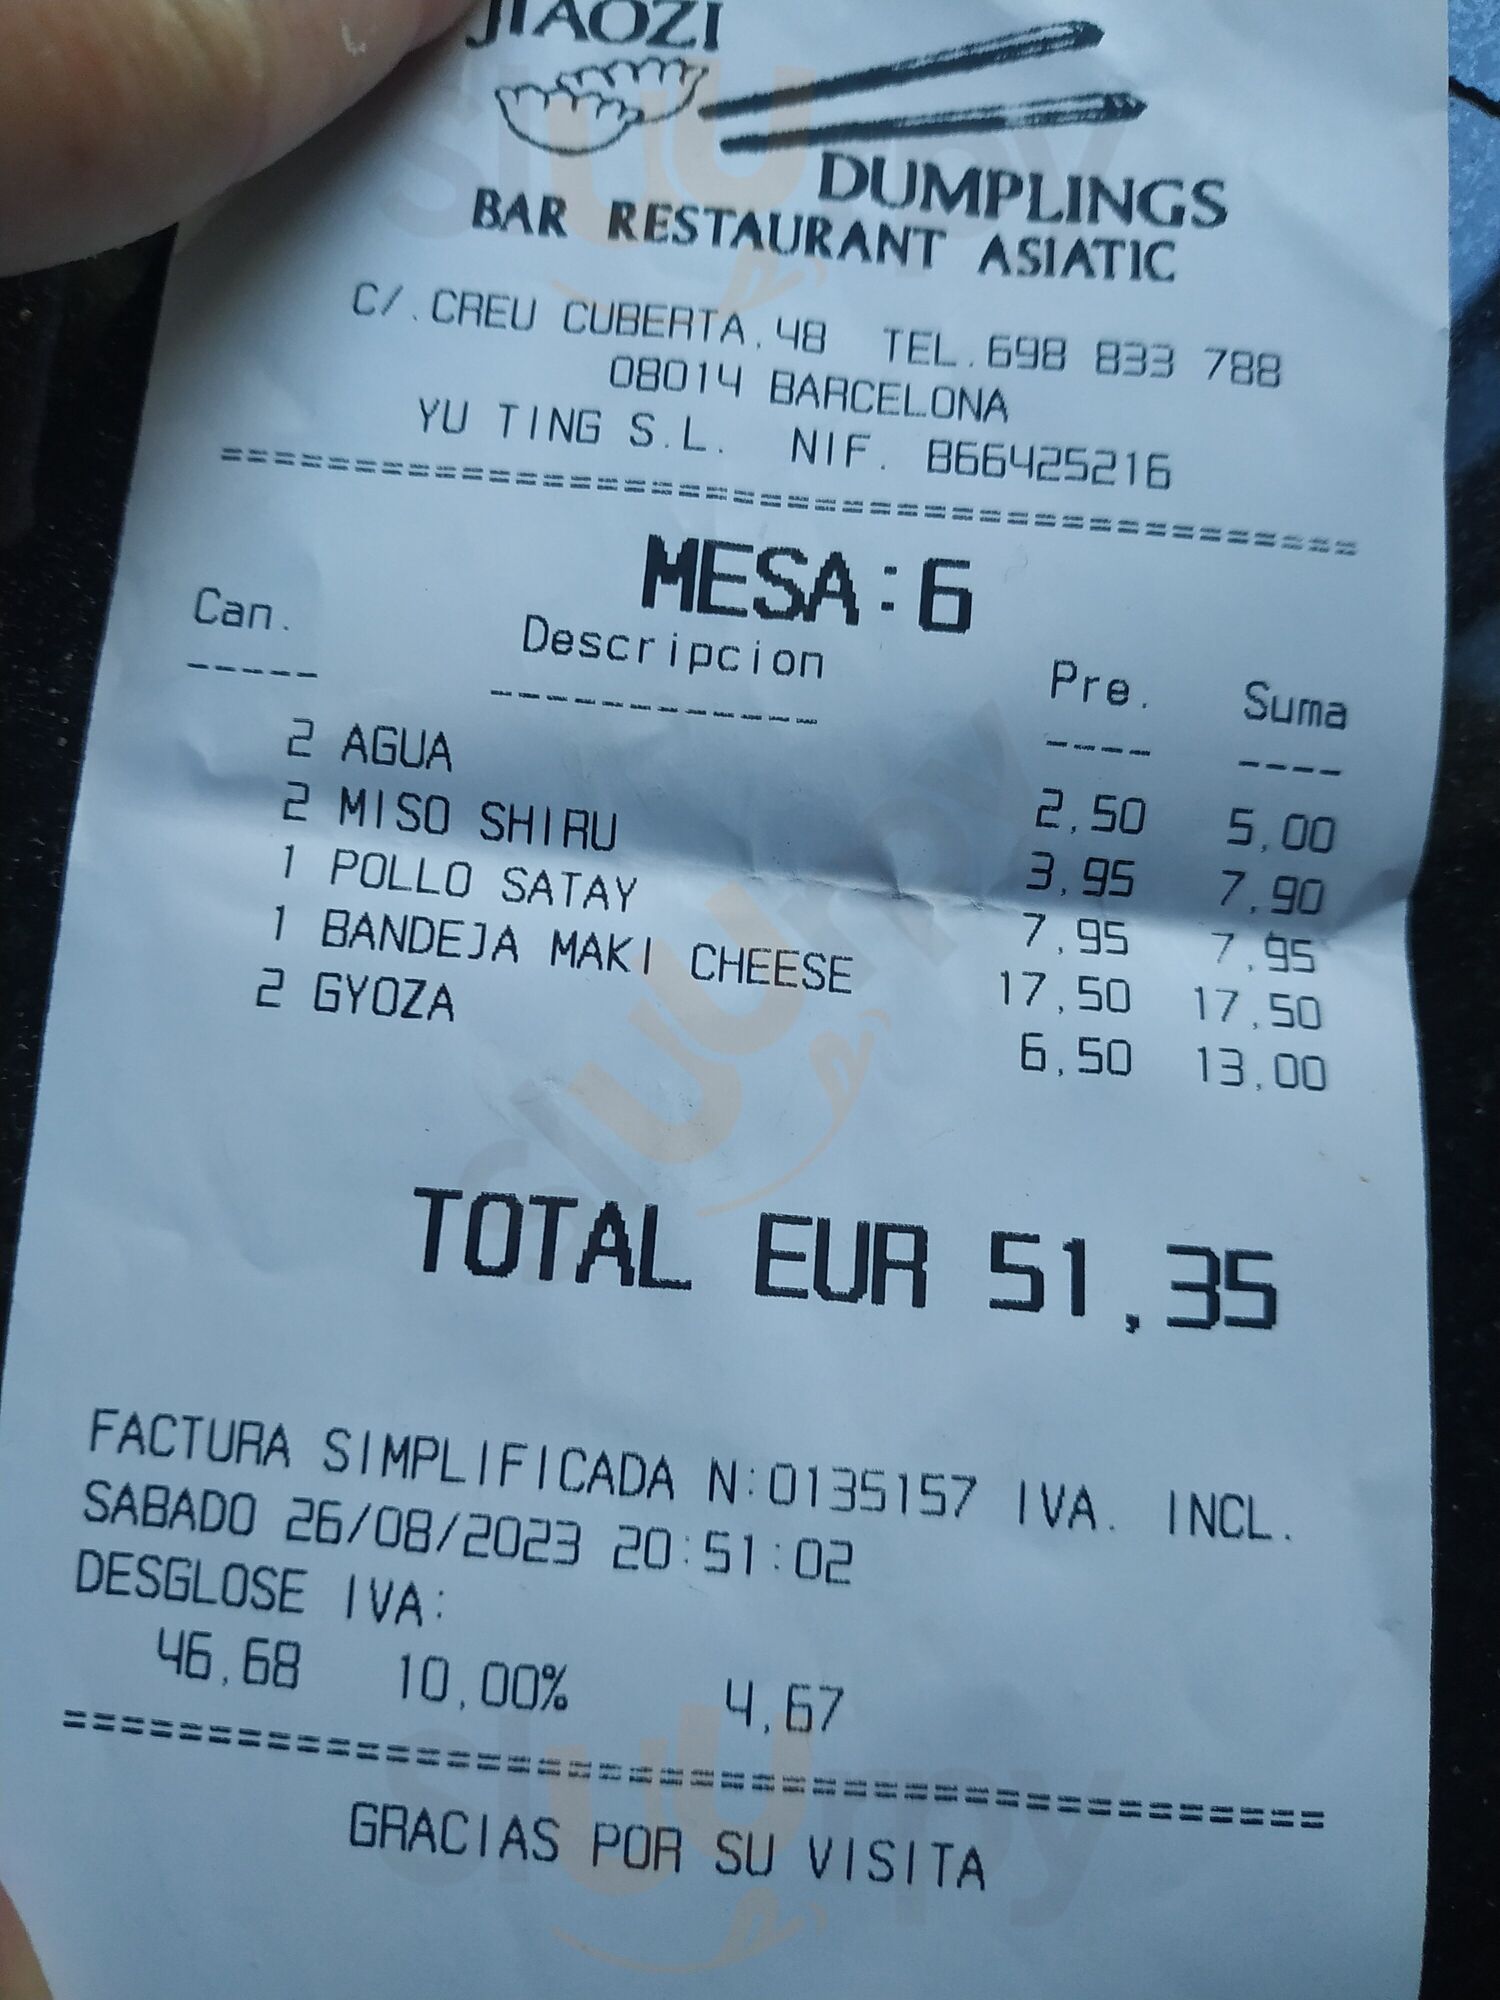 JIAOZI
DUMPLINGS
BAR RESTAURANT ASIATIC
C/.CREU CUBERTA.48 TEL.698 833 788
08014 BARCELONA
YU TING S.L. NIF. B66425216
========================================
MESA:6
Can. Descripcion Pre. Suma
----- ------------- ---- ----
2 AGUA 2,50 5,00
2 MISO SHIRU 3,95 7,90
1 POLLO SATAY 7,95 7,95
1 BANDEJA MAKI CHEESE 17,50 17,50
2 GYOZA 6,50 13,00
TOTAL EUR 51,35
FACTURA SIMPLIFICADA N:0135157 IVA. INCL.
SABADO 26/08/2023 20:51:02
DESGLOSE IVA:
46,68 10,00% 4,67
========================================
GRACIAS POR SU VISITA
sluurpy
sluurpy
sluurpy